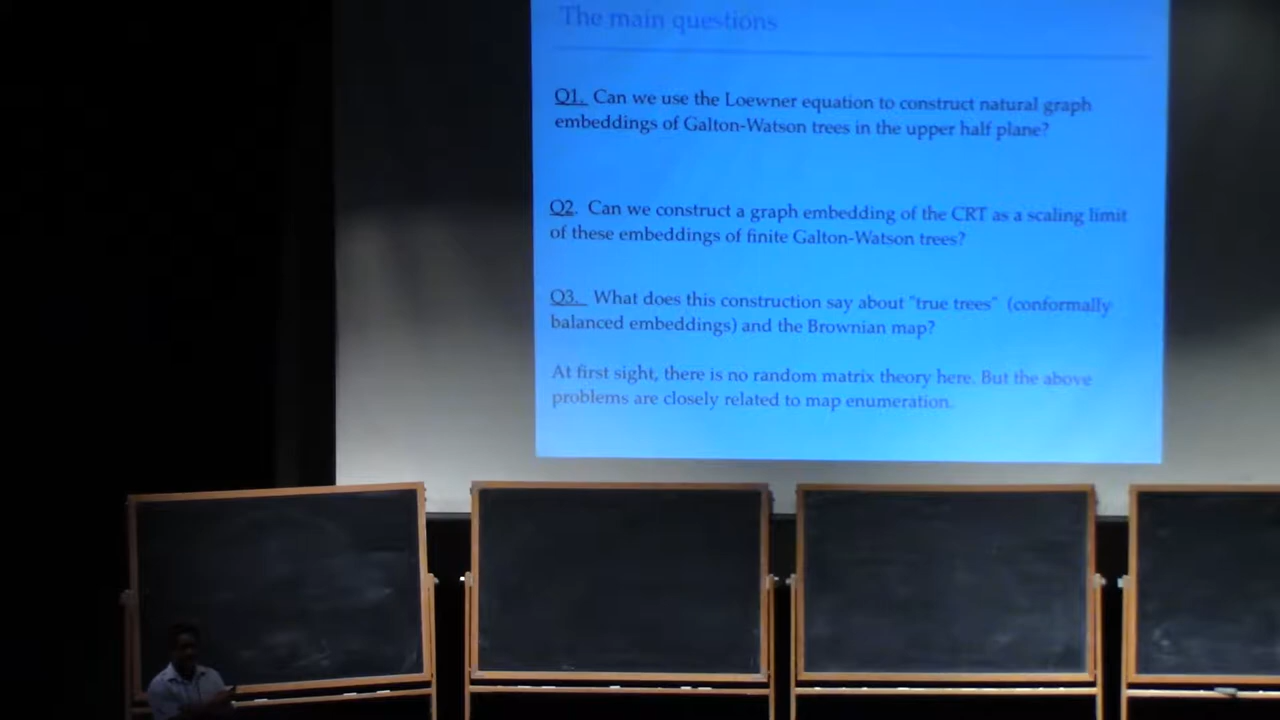 The main questions
Q1. Can we use the Loewner equation to construct natural graph
embeddings of Galton-Watson trees in the upper half plane?
Q2. Can we construct a graph embedding of the CRT as a scaling limit
of these embeddings of finite Galton-Watson trees?
Q3. What does this construction say about "true trees" (conformally
balanced embeddings) and the Brownian map?
At first sight, there is no random matrix theory here. But the above
problems are closely related to map enumeration.